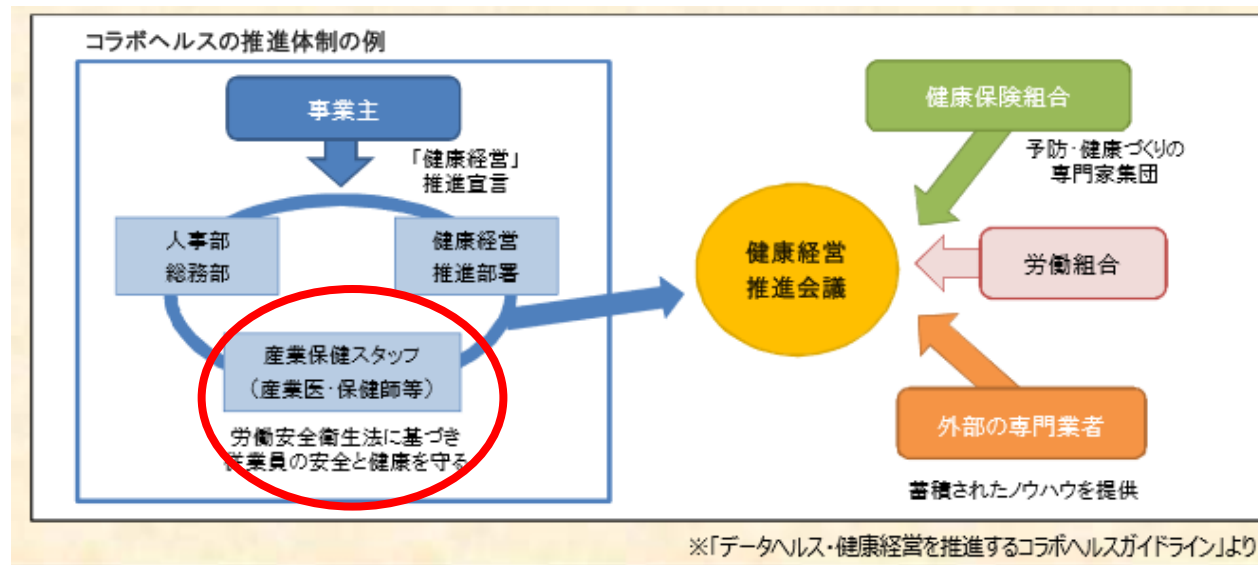 コラボヘルスの推進体制の例
事業主
「健康経営」
推進宣言
人事部
総務部
健康経営
推進部署
産業保健スタッフ
（産業医・保健師等）
労働安全衛生法に基づき
従業員の安全と健康を守る
健康経営
推進会議
健康保険組合
予防・健康づくりの
専門家集団
労働組合
外部の専門業者
蓄積されたノウハウを提供
※「データヘルス・健康経営を推進するコラボヘルスガイドライン」より